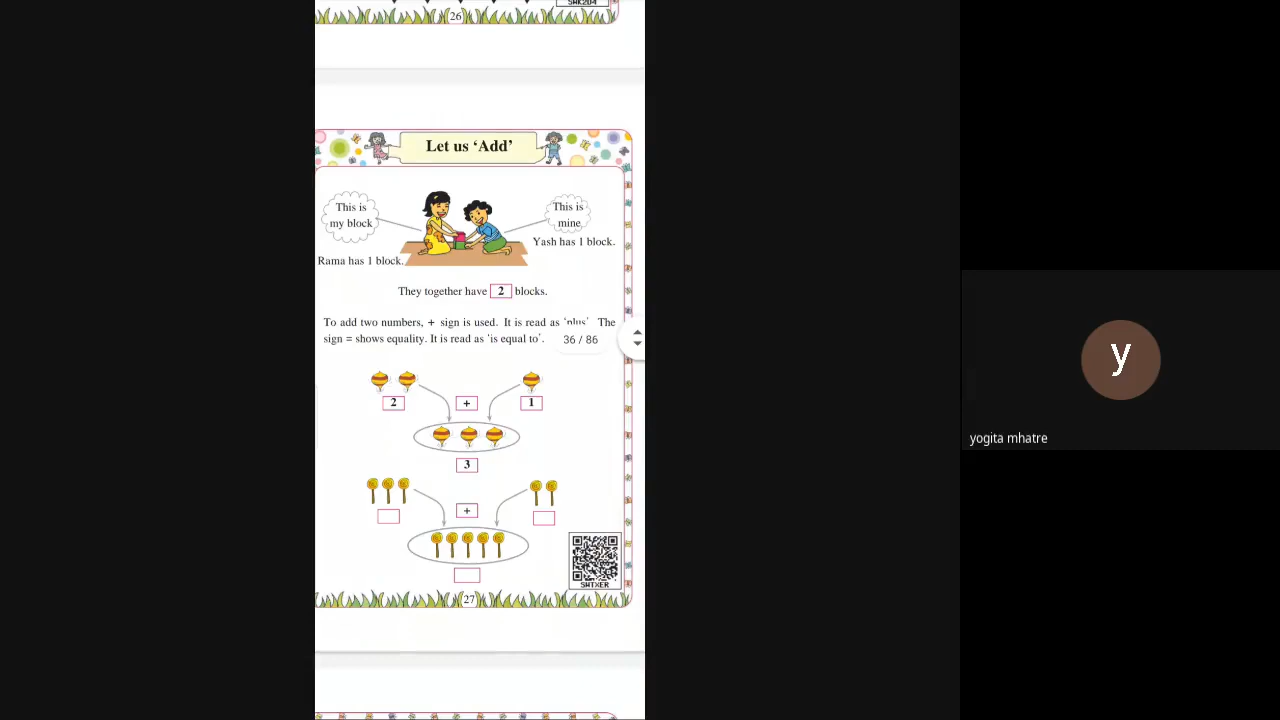 26
Let us ‘Add’
This is
my block
This is
mine
Yash has 1 block.
Rama has 1 block.
They together have 2 blocks.
To add two numbers, + sign is used. It is read as ‘plus’. The
sign = shows equality. It is read as ‘is equal to’.
36 / 86
2 + 1
3
+
27
y
yogita mhatre